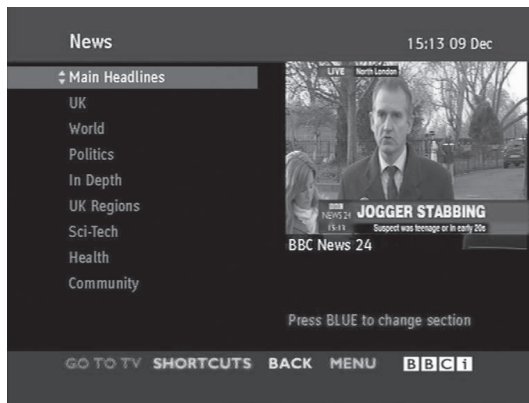 News 15:13 09 Dec
Main Headlines
UK
World
Politics
In Depth
UK Regions
Sci-Tech
Health
Community
LIVE North London
BBC
NEWS 24 JOGGER STABBING
15:13 Suspect was teenage or in early 20s
BBC News 24
Press BLUE to change section
GO TO TV SHORTCUTS BACK MENU BBCi